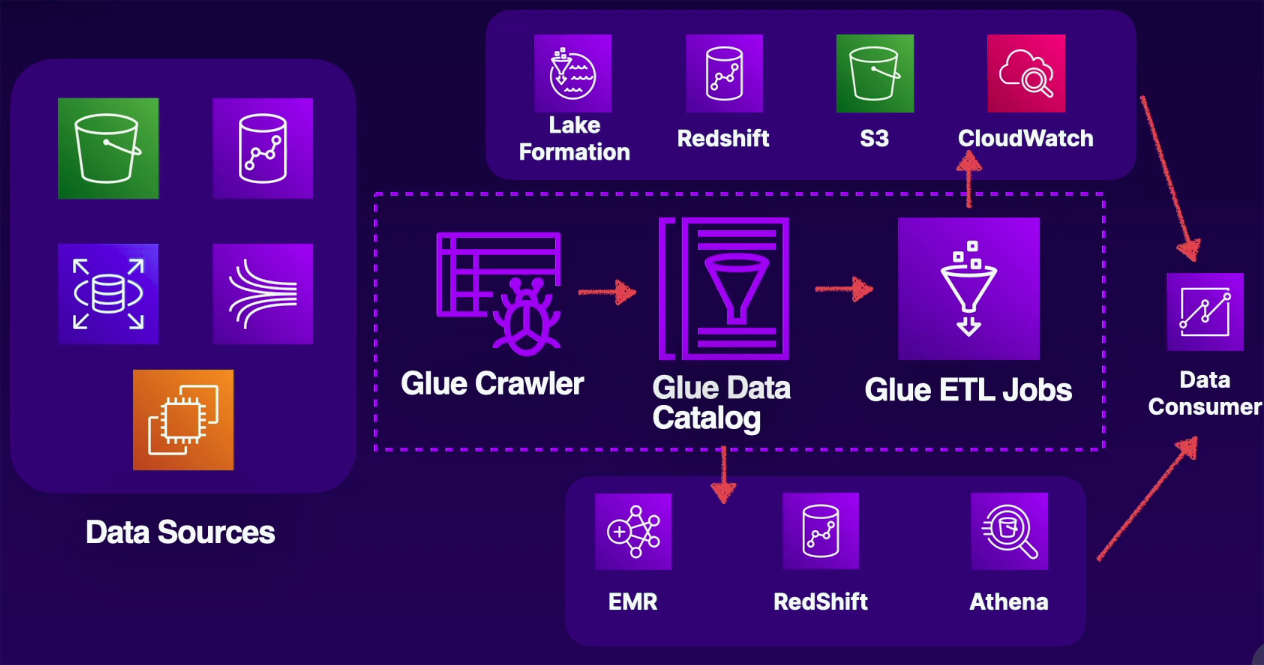 Lake
Formation
Redshift
S3
CloudWatch
Glue Crawler
Glue Data
Catalog
Glue ETL Jobs
Data
Consumer
Data Sources
EMR
RedShift
Athena